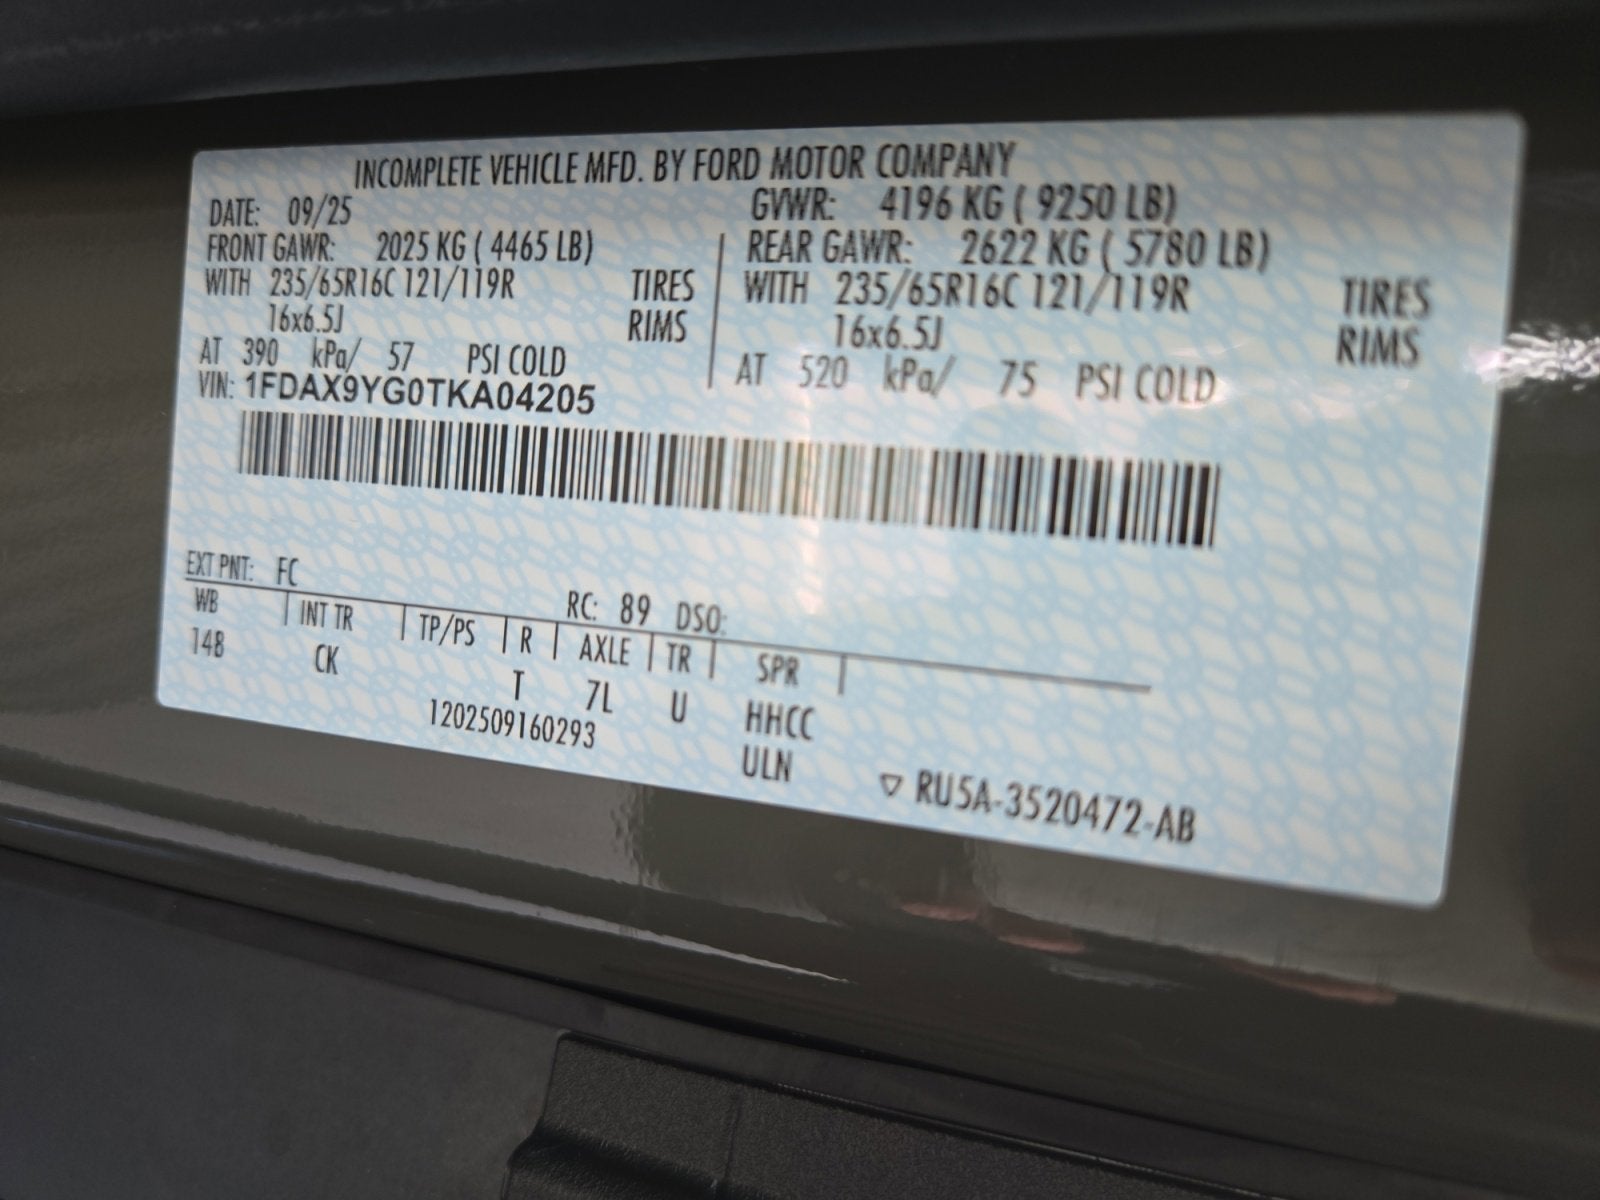 INCOMPLETE VEHICLE MFD. BY FORD MOTOR COMPANY
DATE: 09/25 GVWR: 4196 KG ( 9250 LB)
FRONT GAWR: 2025 KG ( 4465 LB) REAR GAWR: 2622 KG ( 5780 LB)
WITH 235/65R16C 121/119R TIRES WITH 235/65R16C 121/119R TIRES
16x6.5J RIMS 16x6.5J RIMS
AT 390 kPa/ 57 PSI COLD AT 520 kPa/ 75 PSI COLD
VIN: 1FDAX9YG0TKA04205
EXT PNT: FC RC: 89 DSO:
WB INT TR TP/PS R AXLE TR SPR
148 CK T 7L U HHCC
1202509160293 ULN
▽ RU5A-3520472-AB